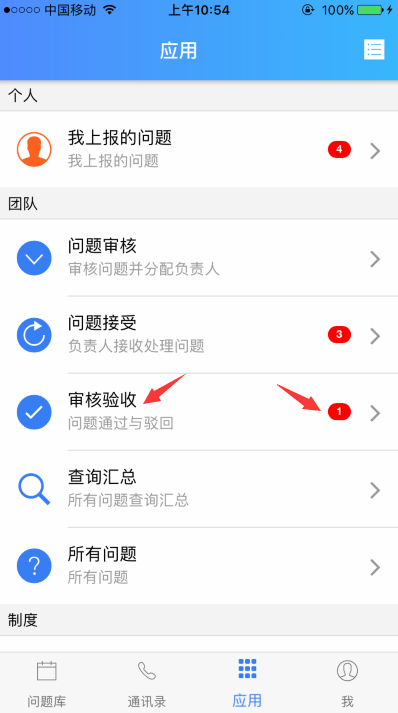 中国移动 上午10:54 100%
应用
个人
我上报的问题
4
我上报的问题
团队
问题审核
审核问题并分配负责人
问题接受
3
负责人接收处理问题
审核验收
1
问题通过与驳回
查询汇总
所有问题查询汇总
所有问题
?
所有问题
制度
问题库 通讯录 应用 我